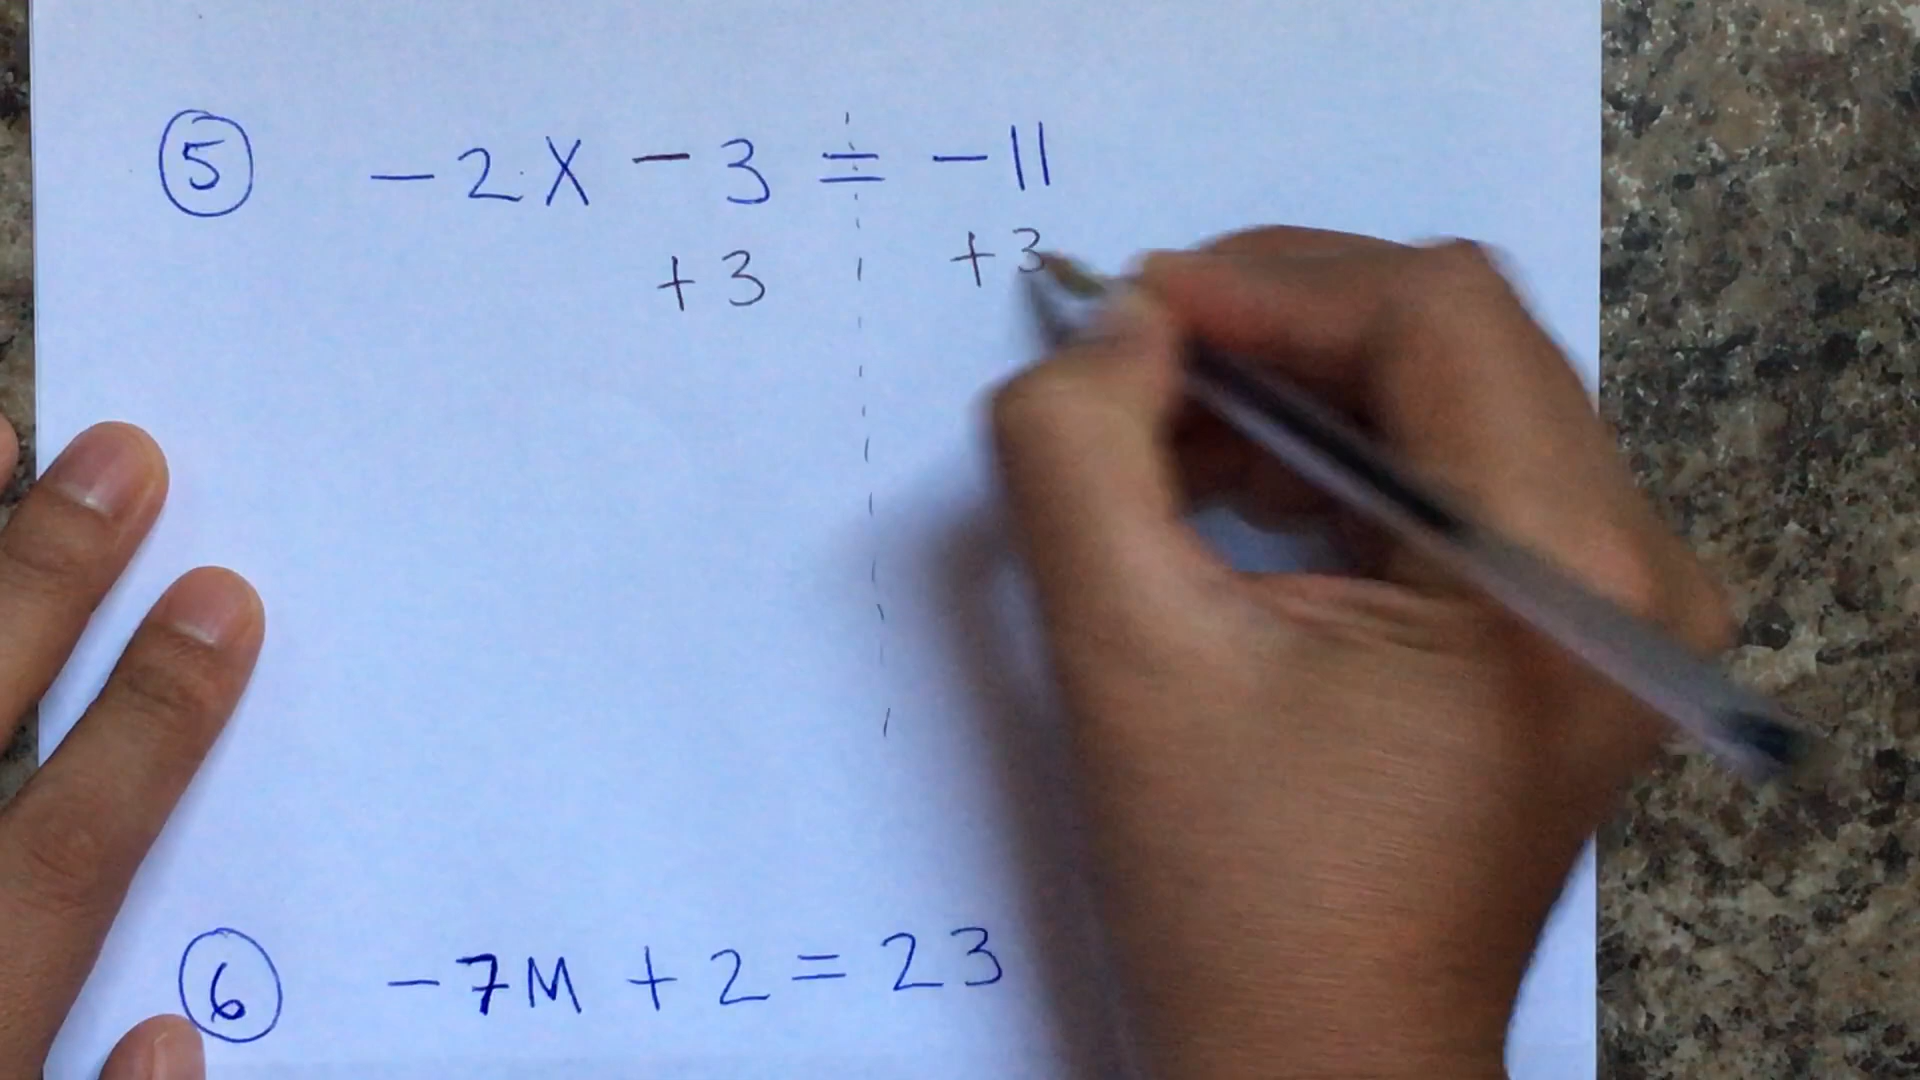 ⑤ -2X - 3 = -11
+3 +3
⑥ -7M + 2 = 23